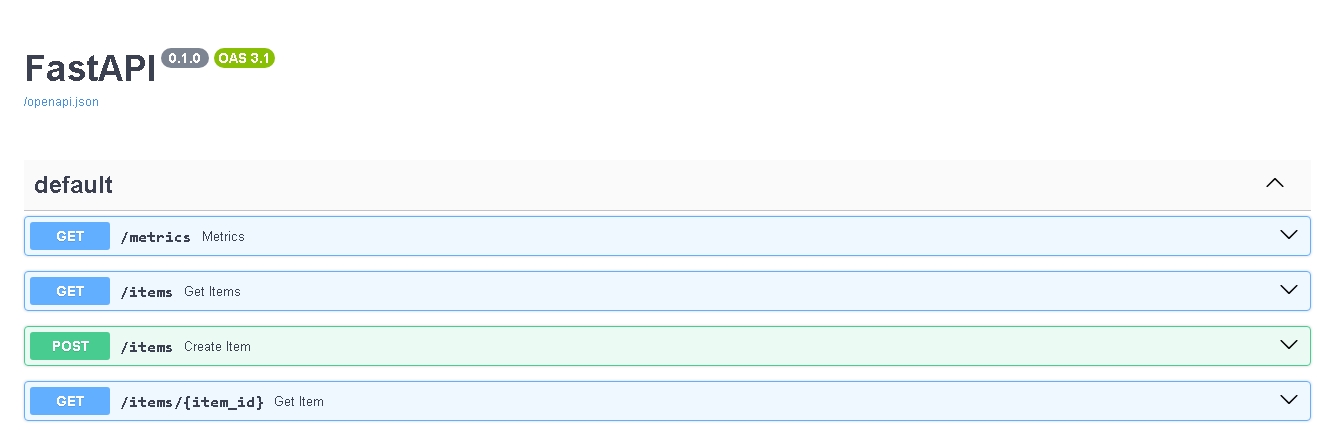 FastAPI 0.1.0 OAS 3.1
/openapi.json
default
GET /metrics Metrics
GET /items Get Items
POST /items Create Item
GET /items/{item_id} Get Item